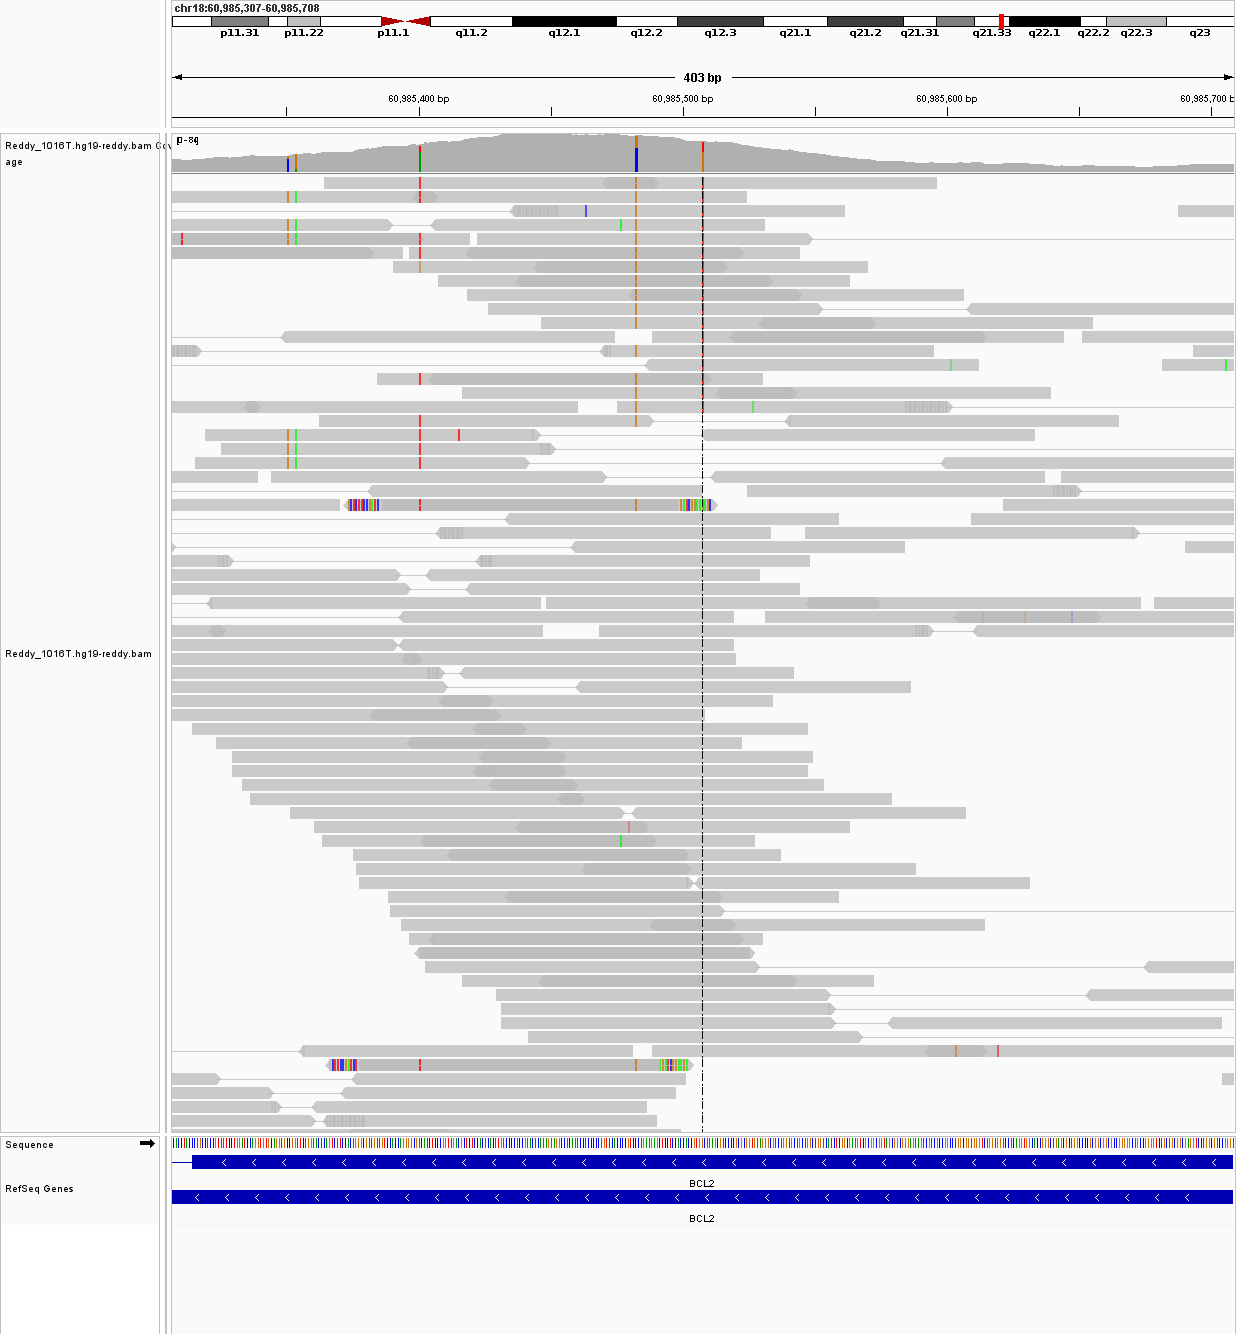 chr18:60,985,307-60,985,708
p11.31 p11.22 p11.1 q11.2 q12.1 q12.2 q12.3 q21.1 q21.2 q21.31 q21.33 q22.1 q22.2 q22.3 q23
403 bp
60,985,400 bp 60,985,500 bp 60,985,600 bp 60,985,700 b
Reddy_1016T.hg19-reddy.bam Cov
age
Reddy_1016T.hg19-reddy.bam
Sequence
BCL2
RefSeq Genes
BCL2